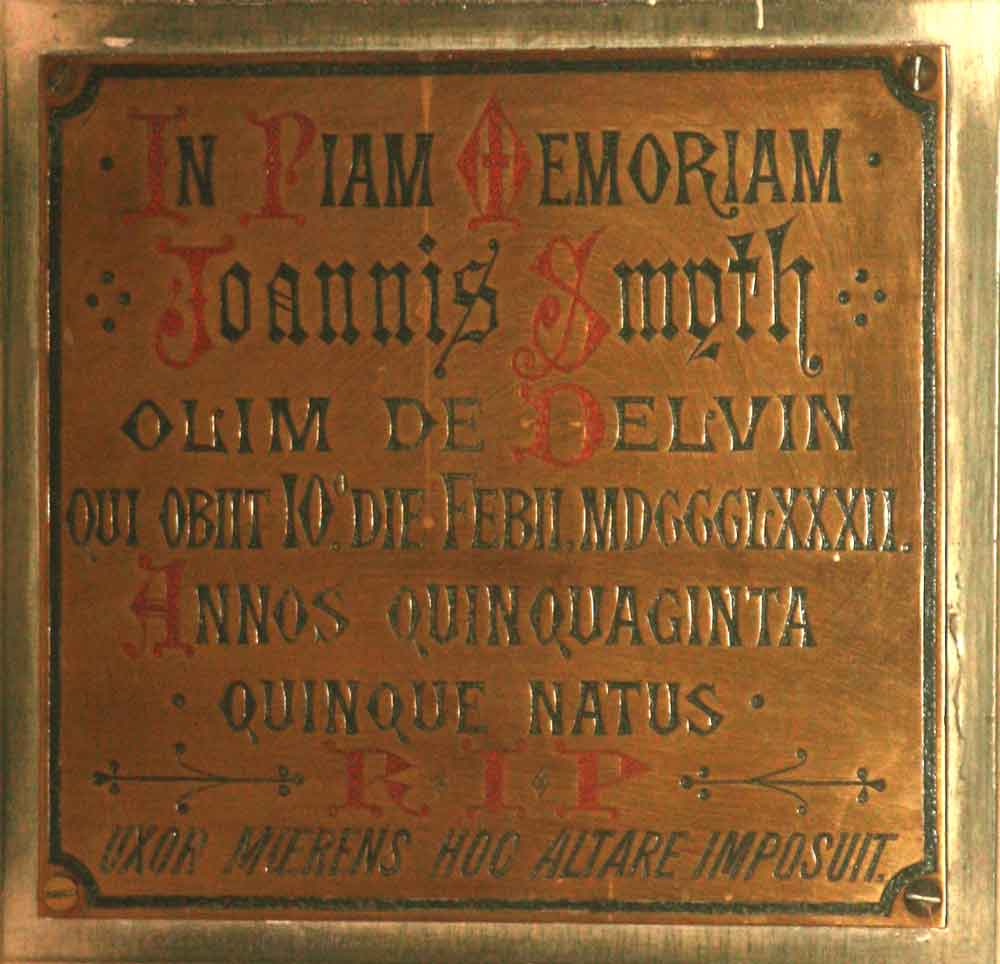 In Piam Memoriam
Joannis Smyth
OLIM DE DELVIN
QUI OBIIT 10º DIE FEBII, MDCCCLXXXII.
ANNOS QUINQUAGINTA
QUINQUE NATUS
R·I·P
UXOR MŒRENS HOC ALTARE IMPOSUIT.